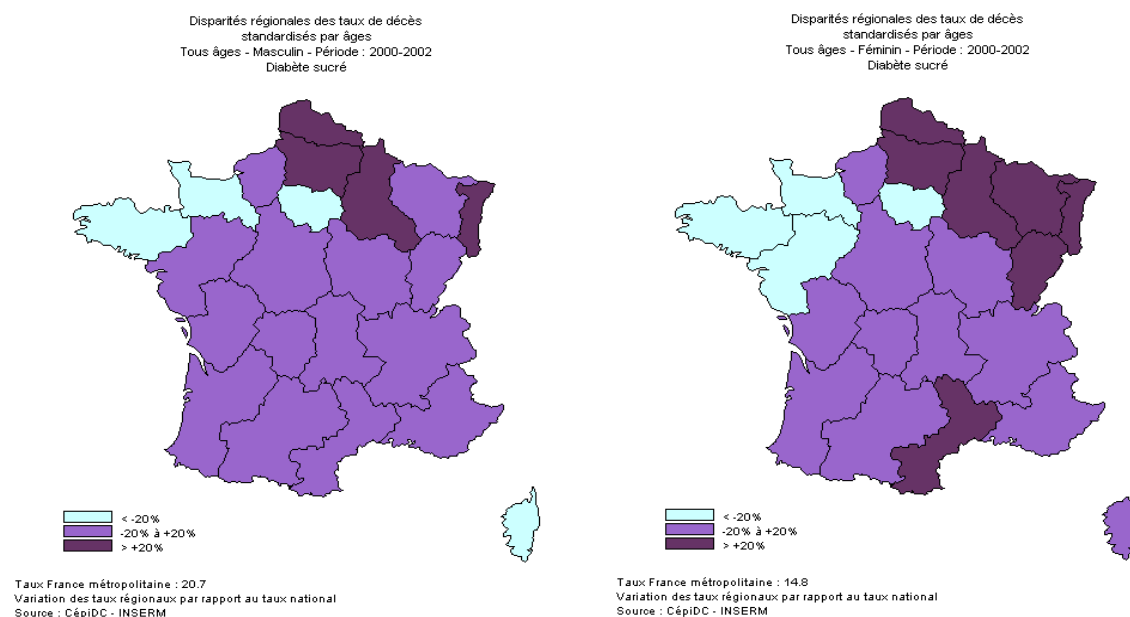 Disparités régionales des taux de décès
standardisés par âges
Tous âges - Masculin - Période : 2000-2002
Diabète sucré
< -20%
-20% à +20%
> +20%
Taux France métropolitaine : 20.7
Variation des taux régionaux par rapport au taux national
Source : CépiDC - INSERM
Disparités régionales des taux de décès
standardisés par âges
Tous âges - Féminin - Période : 2000-2002
Diabète sucré
< -20%
-20% à +20%
> +20%
Taux France métropolitaine : 14.8
Variation des taux régionaux par rapport au taux national
Source : CépiDC - INSERM